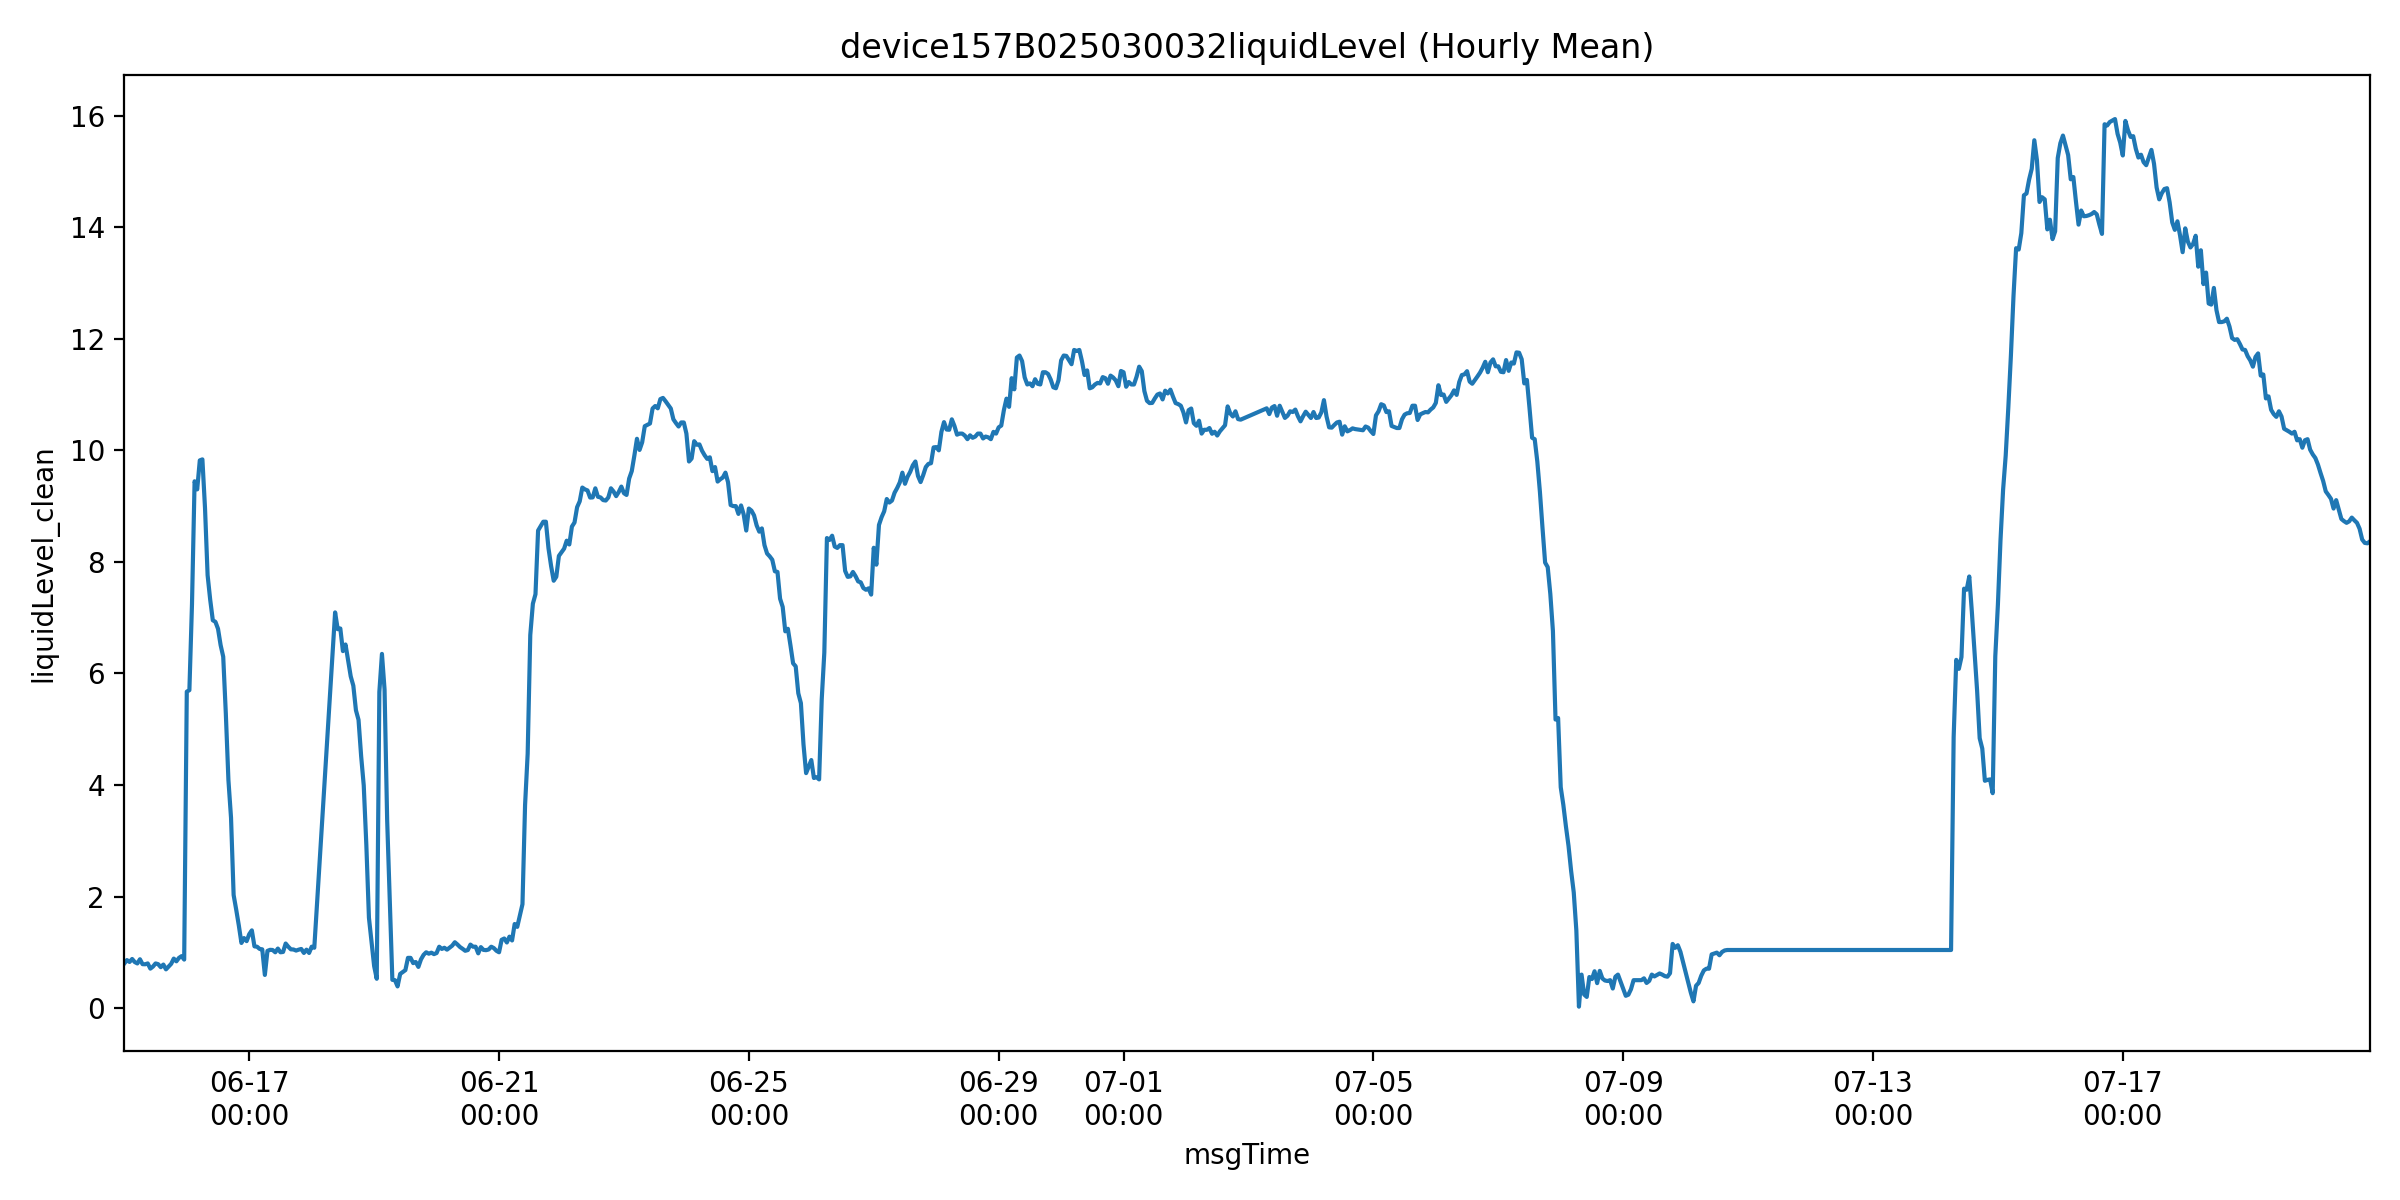 device157B025030032liquidLevel (Hourly Mean)
liquidLevel_clean
16
14
12
10
8
6
4
2
0
06-17 06-21 06-25 06-29 07-01 07-05 07-09 07-13 07-17
00:00 00:00 00:00 00:00 00:00 00:00 00:00 00:00 00:00
msgTime